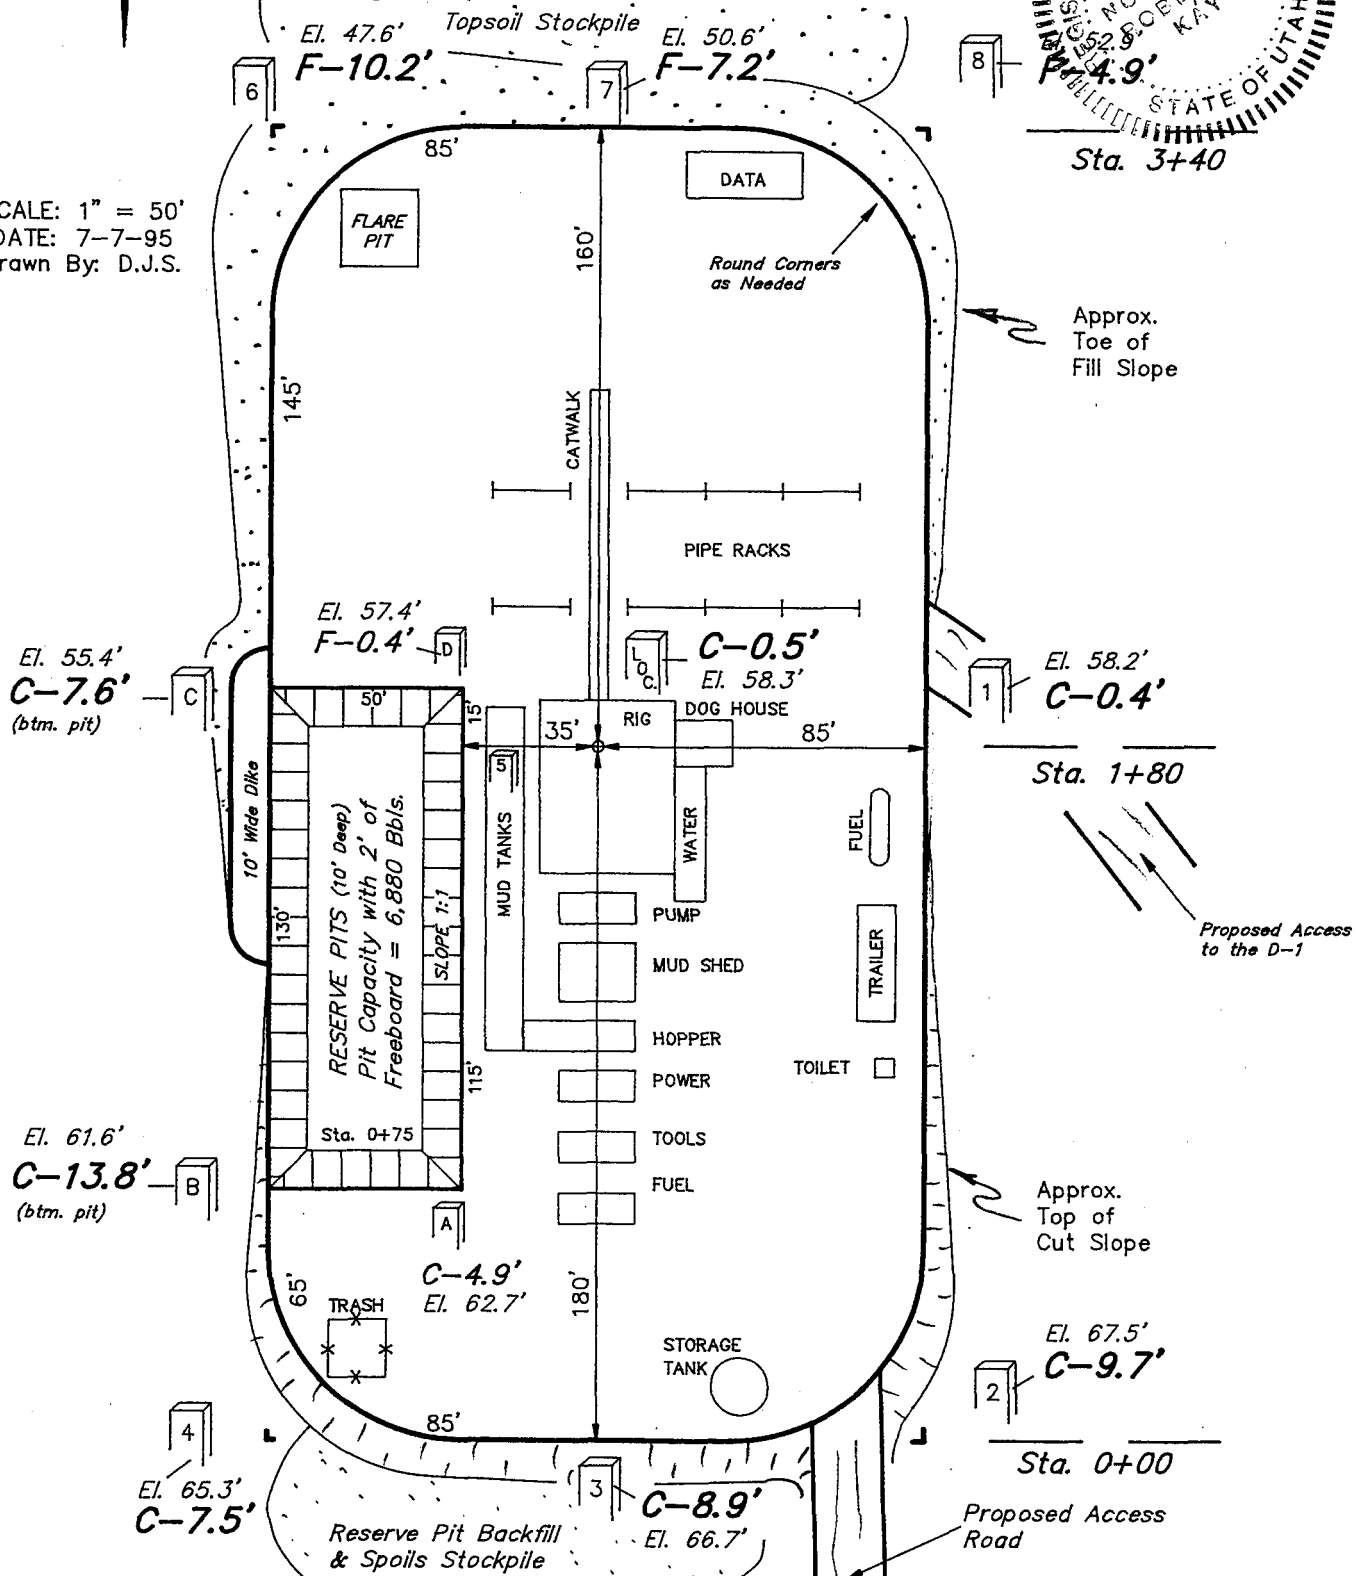 Topsoil Stockpile
El. 47.6'
F-10.2'
El. 50.6'
F-7.2'
El. 52.9'
F-4.9'
STATE OF UTAH
6
7
8
Sta. 3+40
85'
DATA
FLARE
PIT
160'
CALE: 1" = 50'
DATE: 7-7-95
rawn By: D.J.S.
Round Corners
as Needed
Approx.
Toe of
Fill Slope
145'
CATWALK
PIPE RACKS
El. 57.4'
F-0.4'
D
LOC.
C-0.5'
El. 58.3'
El. 55.4'
C-7.6'
(btm. pit)
C
1
El. 58.2'
C-0.4'
50'
15'
35'
RIG
DOG HOUSE
85'
Sta. 1+80
5
10' Wide Dike
130'
RESERVE PITS (10' Deep)
Pit Capacity with 2' of
Freeboard = 6,880 Bbls.
SLOPE 1:1
MUD TANKS
WATER
FUEL
PUMP
MUD SHED
TRAILER
Proposed Access
to the D-1
HOPPER
115'
POWER
TOILET
TOOLS
FUEL
Sta. 0+75
El. 61.6'
C-13.8'
(btm. pit)
B
A
C-4.9'
El. 62.7'
Approx.
Top of
Cut Slope
65'
TRASH
180'
STORAGE
TANK
El. 67.5'
C-9.7'
2
4
85'
El. 65.3'
C-7.5'
3
C-8.9'
El. 66.7'
Sta. 0+00
Reserve Pit Backfill
& Spoils Stockpile
Proposed Access
Road